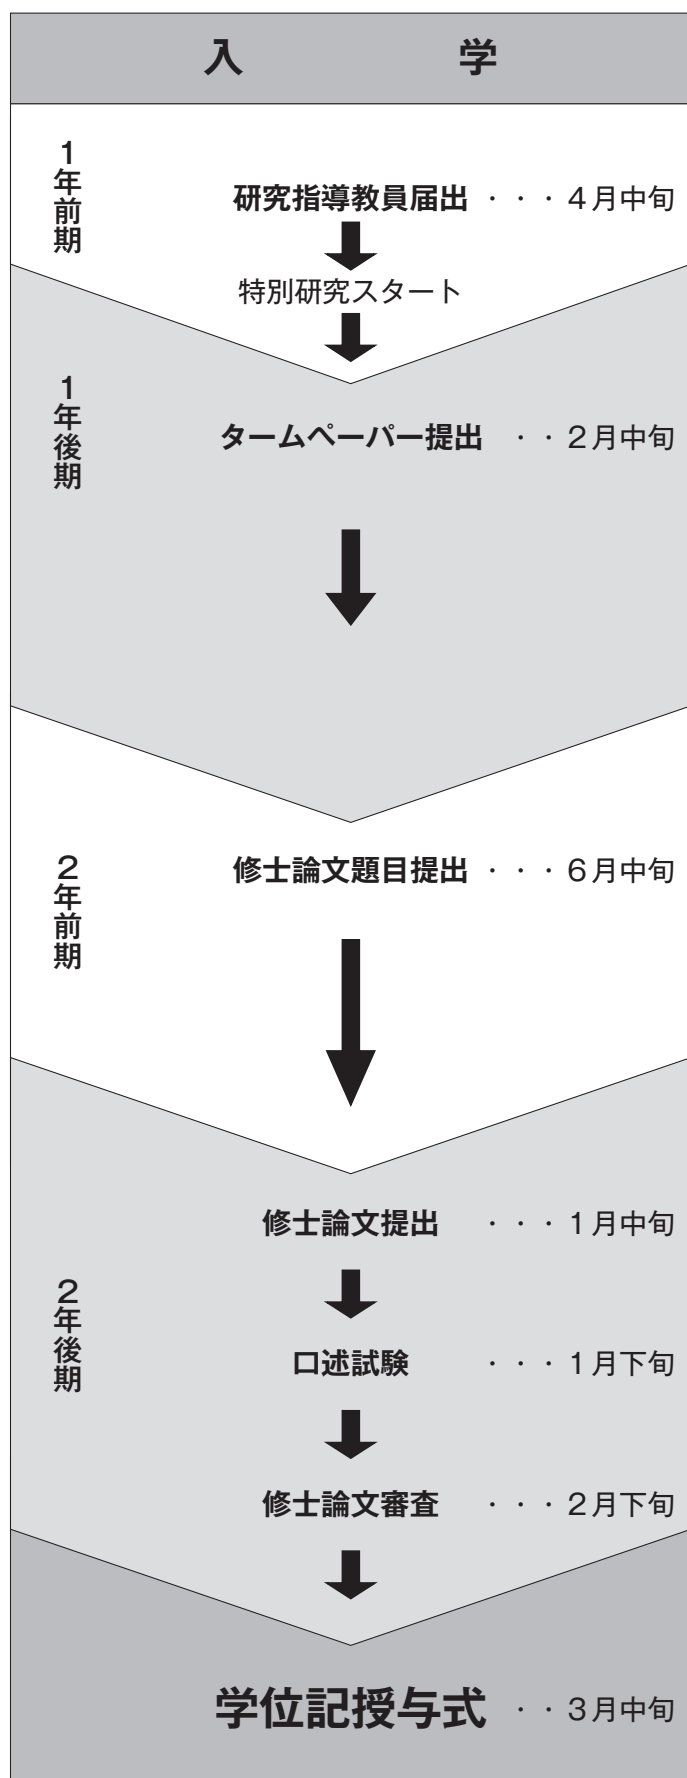 入 学
1年前期
研究指導教員届出 ・・・4月中旬
特別研究スタート
1年後期
タームペーパー提出 ・・2月中旬
2年前期
修士論文題目提出 ・・・6月中旬
2年後期
修士論文提出 ・・・1月中旬
口述試験 ・・・1月下旬
修士論文審査 ・・・2月下旬
学位記授与式 ・・3月中旬